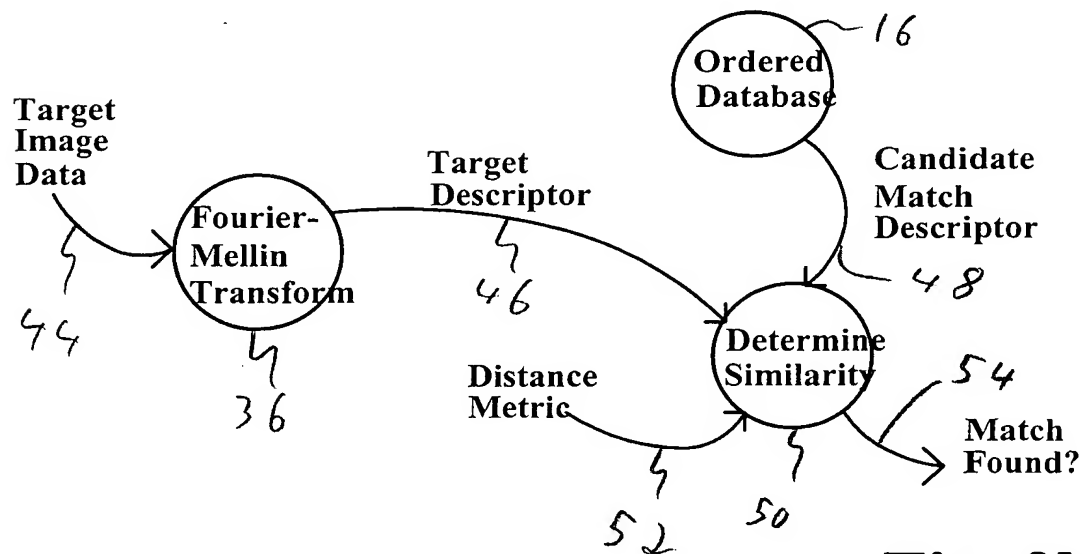 16
Ordered
Database
Target
Image
Data
Candidate
Match
Descriptor
Target
Descriptor
Fourier-
Mellin
Transform
46
48
44
36
Determine
Similarity
Distance
Metric
54
Match
Found?
52
50